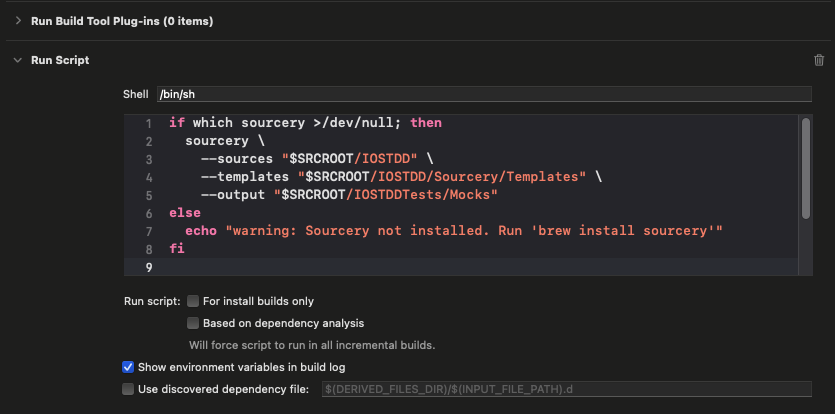 Run Build Tool Plug-ins (0 items)
Run Script
Shell /bin/sh
1 if which sourcery >/dev/null; then
2 sourcery \
3 --sources "$SRCROOT/IOSTDD" \
4 --templates "$SRCROOT/IOSTDD/Sourcery/Templates" \
5 --output "$SRCROOT/IOSTDDTests/Mocks"
6 else
7 echo "warning: Sourcery not installed. Run 'brew install sourcery'"
8 fi
9
Run script: For install builds only
Based on dependency analysis
Will force script to run in all incremental builds.
Show environment variables in build log
Use discovered dependency file: $(DERIVED_FILES_DIR)/$(INPUT_FILE_PATH).d